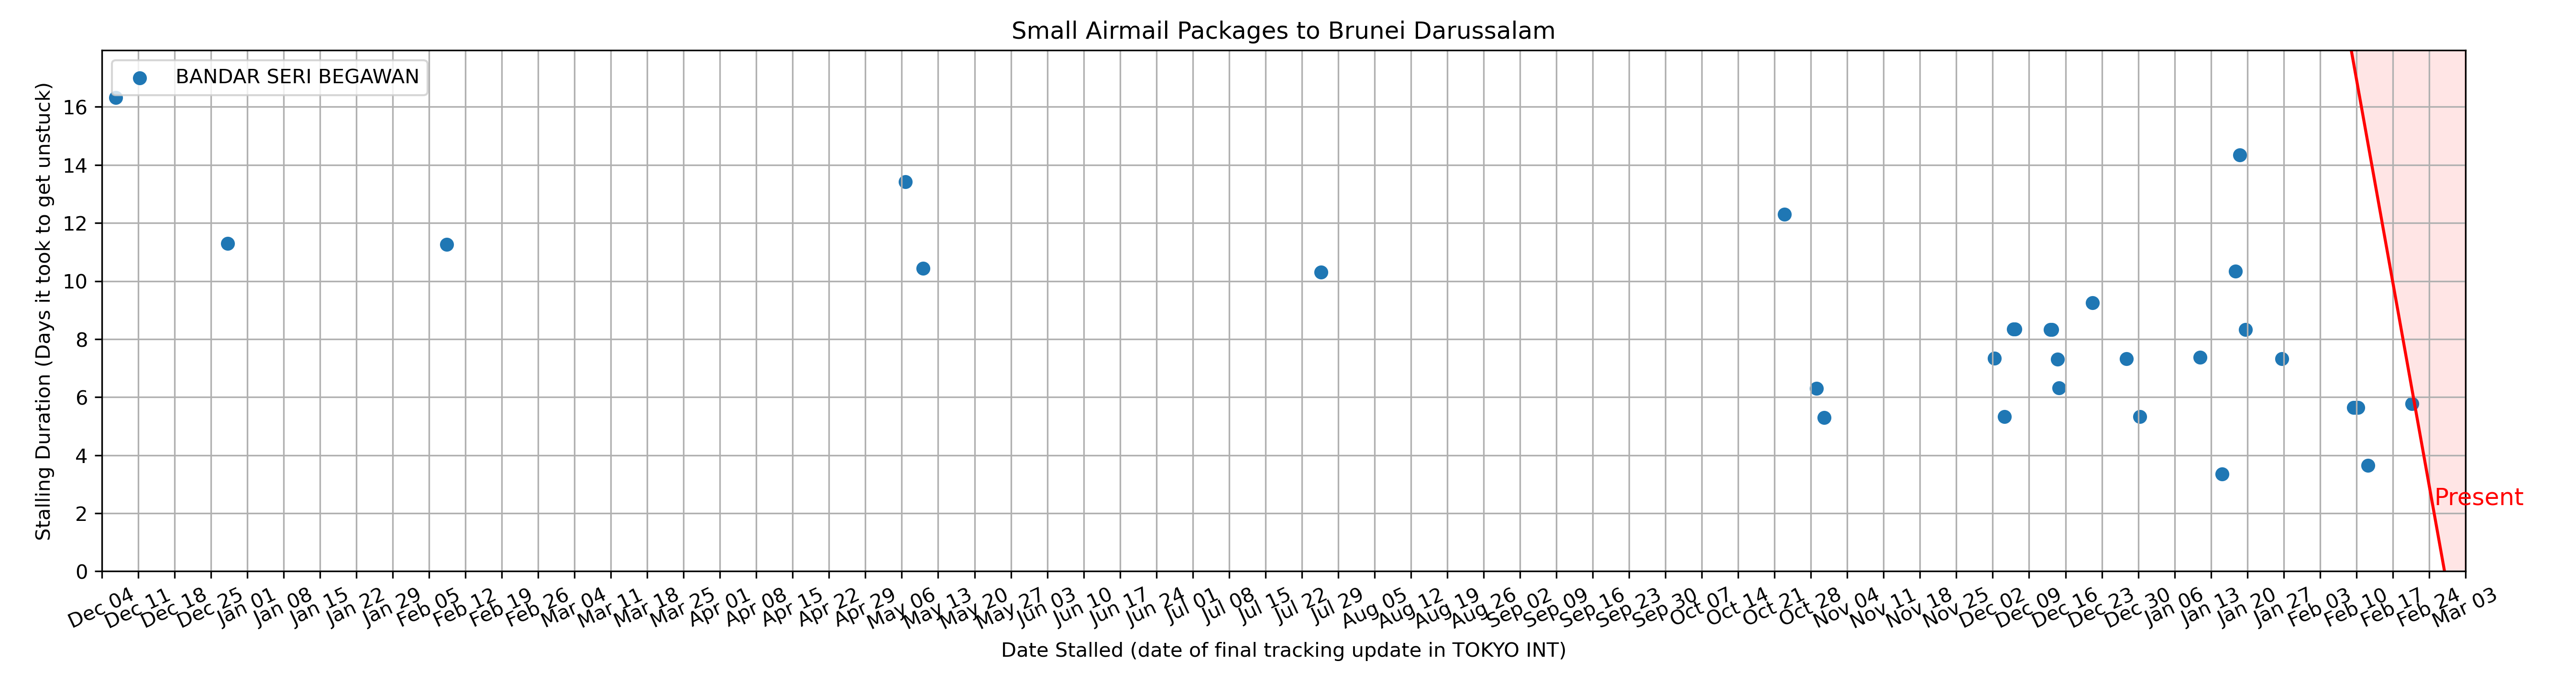 Small Airmail Packages to Brunei Darussalam
BANDAR SERI BEGAWAN
Stalling Duration (Days it took to get unstuck)
16
14
12
10
8
6
4
2
0
Present
Dec 04 Dec 11 Dec 18 Dec 25 Jan 01 Jan 08 Jan 15 Jan 22 Jan 29 Feb 05 Feb 12 Feb 19 Feb 26 Mar 04 Mar 11 Mar 18 Mar 25 Apr 01 Apr 08 Apr 15 Apr 22 Apr 29 May 06 May 13 May 20 May 27 Jun 03 Jun 10 Jun 17 Jun 24 Jul 01 Jul 08 Jul 15 Jul 22 Jul 29 Aug 05 Aug 12 Aug 19 Aug 26 Sep 02 Sep 09 Sep 16 Sep 23 Sep 30 Oct 07 Oct 14 Oct 21 Oct 28 Nov 04 Nov 11 Nov 18 Nov 25 Dec 02 Dec 09 Dec 16 Dec 23 Dec 30 Jan 06 Jan 13 Jan 20 Jan 27 Feb 03 Feb 10 Feb 17 Feb 24 Mar 03
Date Stalled (date of final tracking update in TOKYO INT)